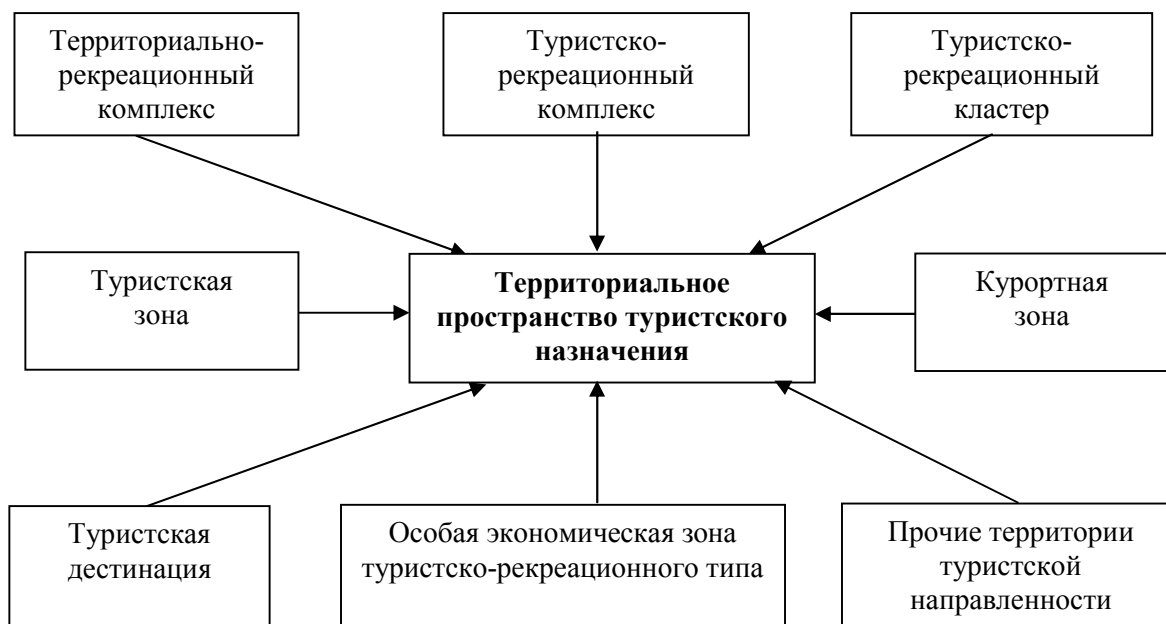 Территориально-
рекреационный
комплекс
Туристско-
рекреационный
комплекс
Туристско-
рекреационный
кластер
Туристская
зона
Территориальное
пространство туристского
назначения
Курортная
зона
Туристская
дестинация
Особая экономическая зона
туристско-рекреационного типа
Прочие территории
туристской
направленности